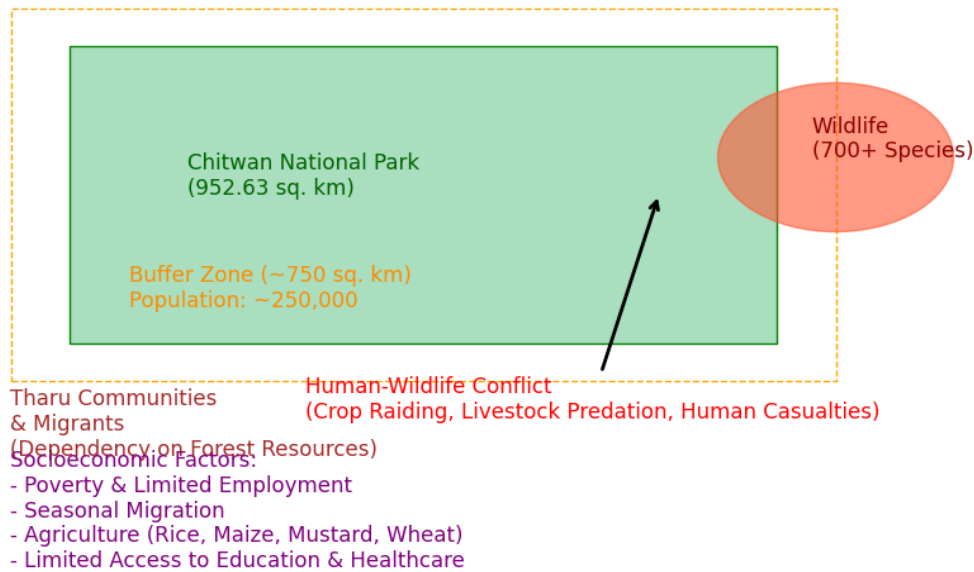 Wildlife
(700+ Species)
Chitwan National Park
(952.63 sq. km)
Buffer Zone (~750 sq. km)
Population: ~250,000
Human-Wildlife Conflict
(Crop Raiding, Livestock Predation, Human Casualties)
Tharu Communities
& Migrants
(Dependency on Forest Resources)
Socioeconomic Factors:
- Poverty & Limited Employment
- Seasonal Migration
- Agriculture (Rice, Maize, Mustard, Wheat)
- Limited Access to Education & Healthcare